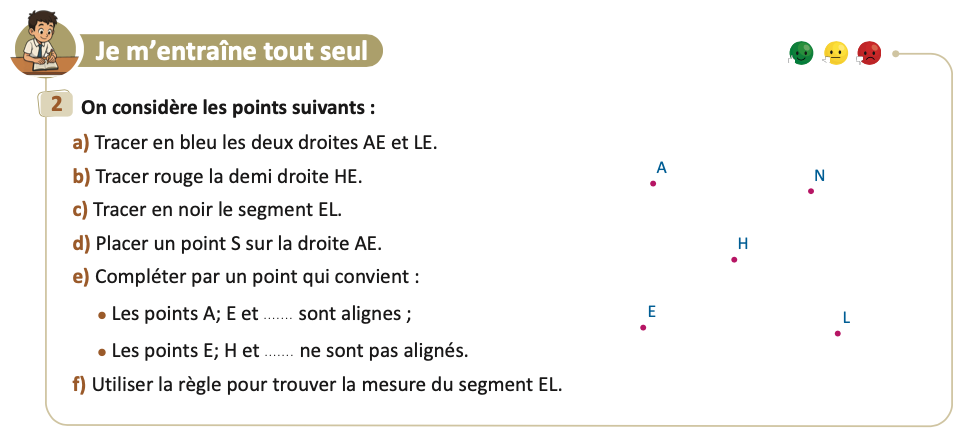 Je m’entraîne tout seul
2 On considère les points suivants :
a) Tracer en bleu les deux droites AE et LE.
b) Tracer rouge la demi droite HE.
c) Tracer en noir le segment EL.
d) Placer un point S sur la droite AE.
e) Compléter par un point qui convient :
• Les points A; E et ....... sont alignes ;
• Les points E; H et ....... ne sont pas alignés.
f) Utiliser la règle pour trouver la mesure du segment EL.
A
N
H
E
L